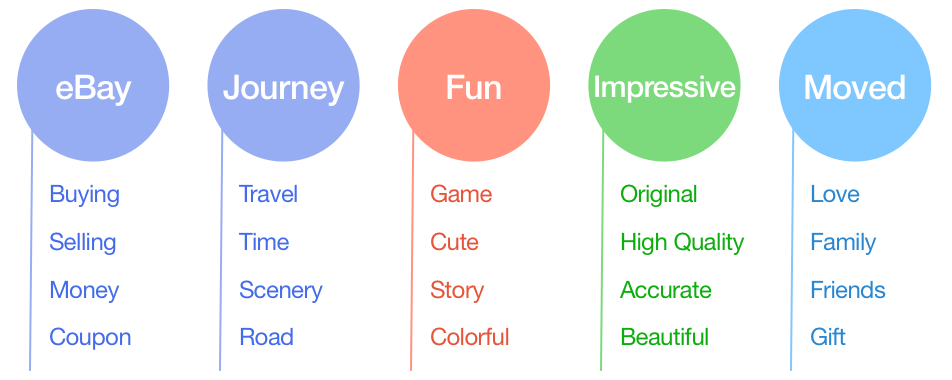 eBay
Buying
Selling
Money
Coupon
Journey
Travel
Time
Scenery
Road
Fun
Game
Cute
Story
Colorful
Impressive
Original
High Quality
Accurate
Beautiful
Moved
Love
Family
Friends
Gift